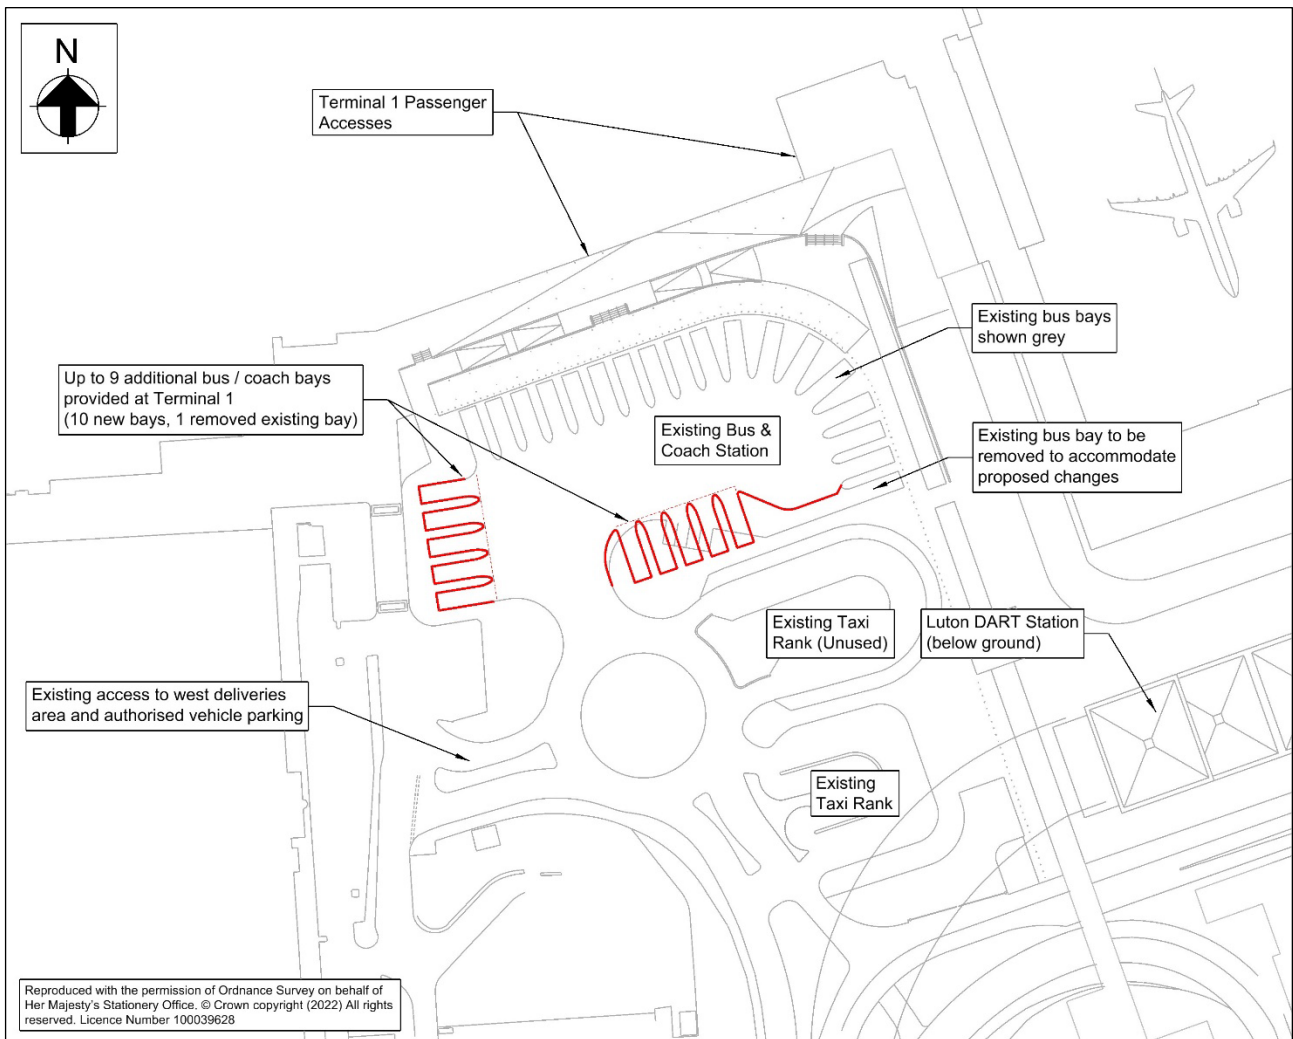 N
Terminal 1 Passenger
Accesses
Existing bus bays
shown grey
Up to 9 additional bus / coach bays
provided at Terminal 1
(10 new bays, 1 removed existing bay)
Existing Bus &
Coach Station
Existing bus bay to be
removed to accommodate
proposed changes
Existing Taxi
Rank (Unused)
Luton DART Station
(below ground)
Existing access to west deliveries
area and authorised vehicle parking
Existing
Taxi Rank
Reproduced with the permission of Ordnance Survey on behalf of
Her Majesty's Stationery Office. © Crown copyright (2022) All rights
reserved. Licence Number 100039628